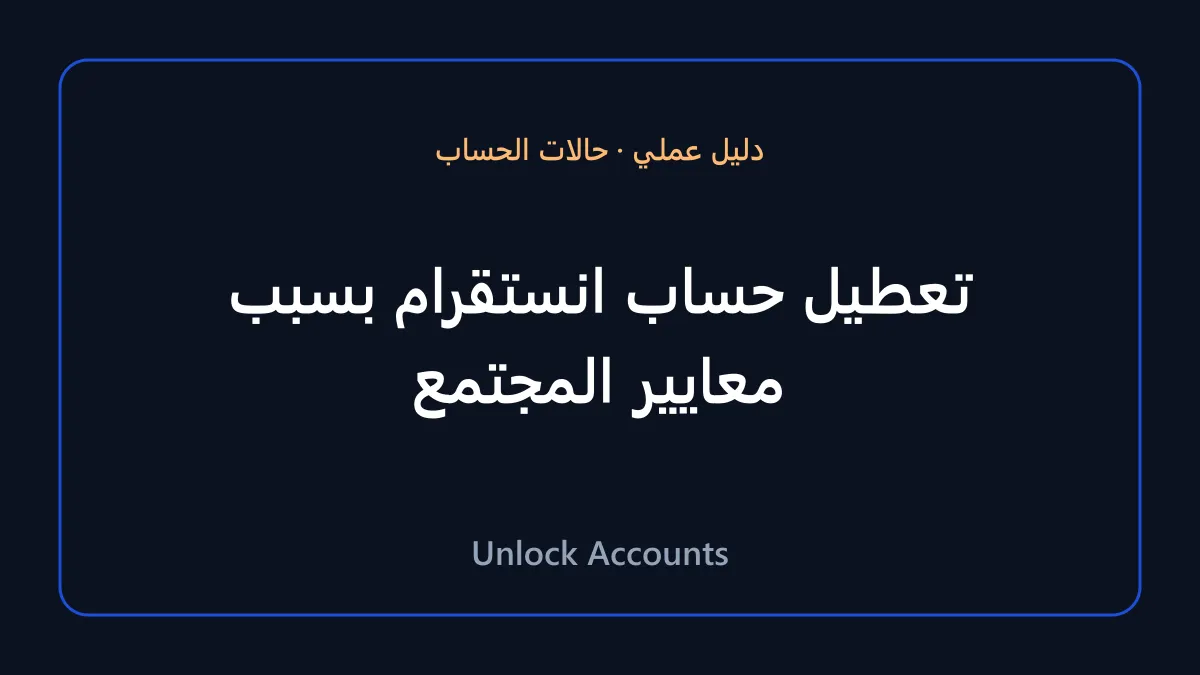 دليل عملي · حالات الحساب
تعطيل حساب انستقرام بسبب
معايير المجتمع
Unlock Accounts